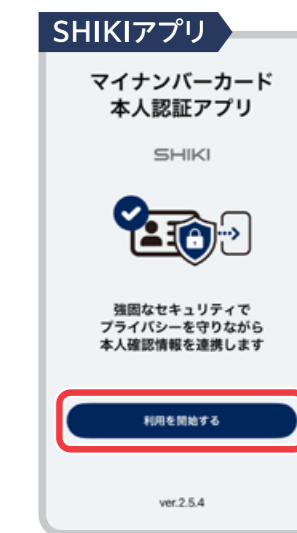 SHIKIアプリ
マイナンバーカード
本人認証アプリ
SHIKI
強固なセキュリティで
プライバシーを守りながら
本人確認情報を連携します
利用を開始する
ver.2.5.4